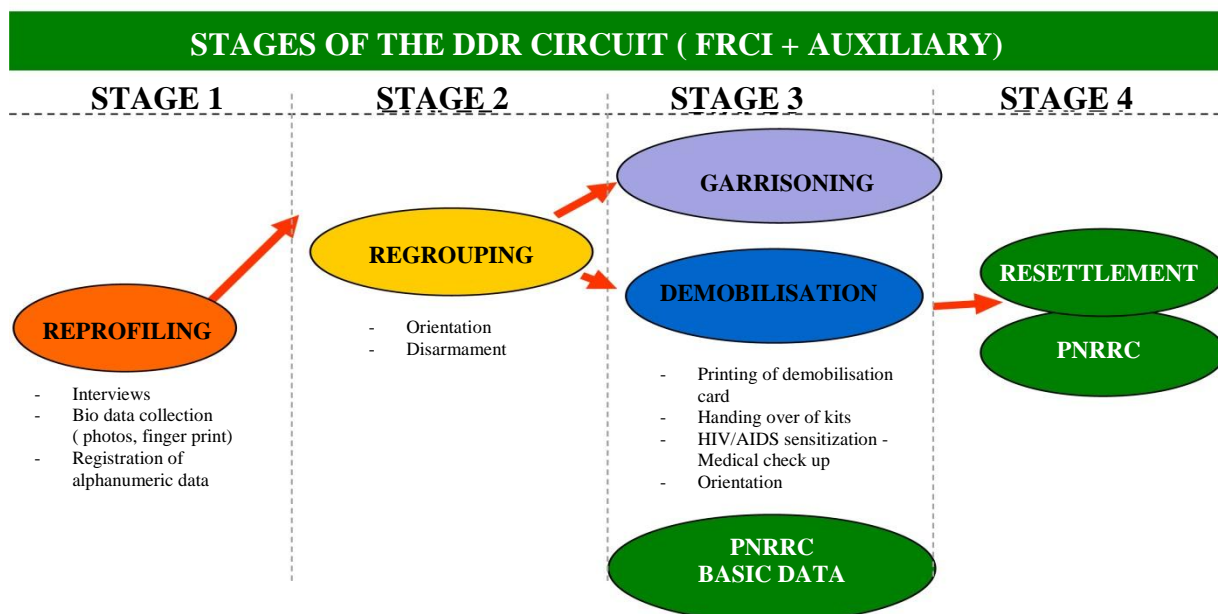 STAGES OF THE DDR CIRCUIT ( FRCI + AUXILIARY)
STAGE 1
STAGE 2
STAGE 3
STAGE 4
REPROFILING
- Interviews
- Bio data collection
( photos, finger print)
- Registration of
alphanumeric data
REGROUPING
- Orientation
- Disarmament
GARRISONING
DEMOBILISATION
- Printing of demobilisation
card
- Handing over of kits
- HIV/AIDS sensitization -
Medical check up
- Orientation
PNRRC
BASIC DATA
RESETTLEMENT
PNRRC